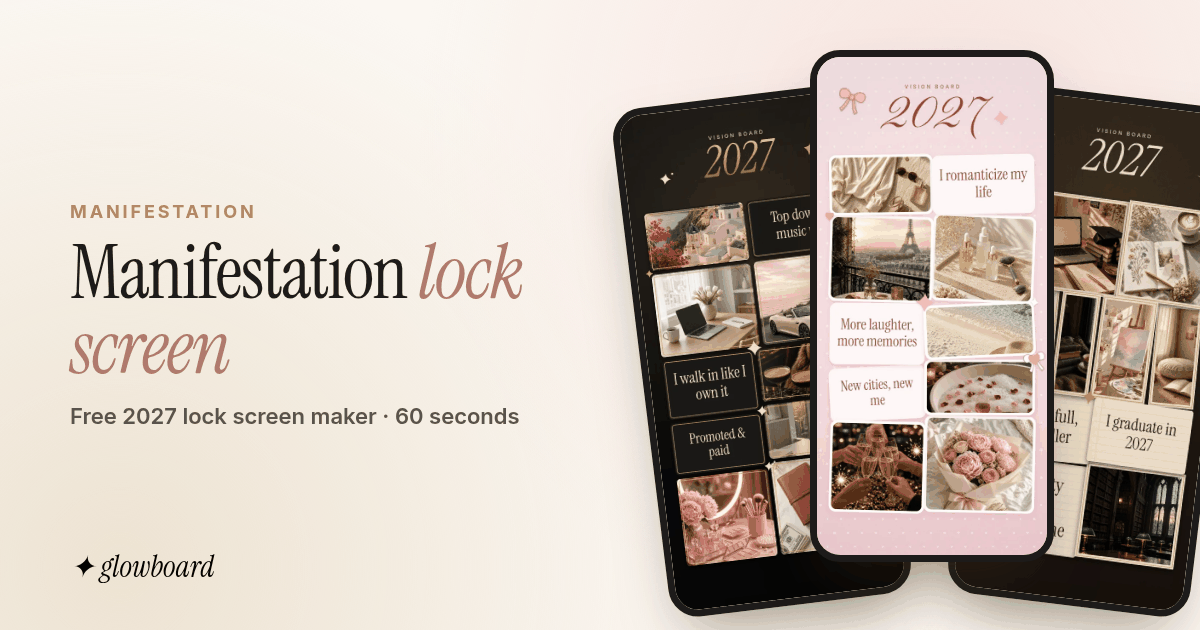 MANIFESTATION
Manifestation lock
screen
Free 2027 lock screen maker · 60 seconds
glowboard
VISION BOARD
2027
Top
music
I walk in like I
own it
Promoted &
paid
VISION BOARD
2027
I romanticize my
life
More laughter,
more memories
New cities, new
me
VISION BOARD
2027
I graduate in
2027